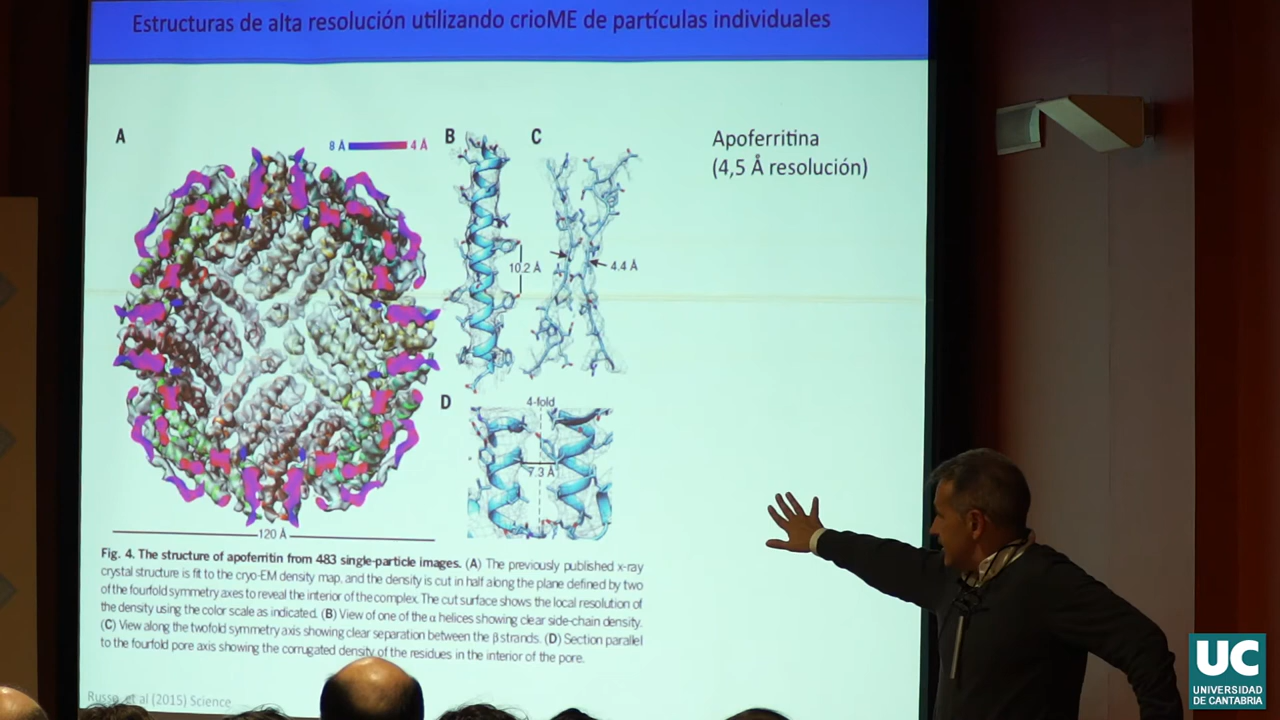 Estructuras de alta resolución utilizando crioME de partículas individuales
A
8 Å
4 Å
B
C
Apoferritina
(4,5 Å resolución)
10.2 Å
4.4 Å
D
4-fold
7.3 Å
120 Å
Fig. 4. The structure of apoferritin from 483 single-particle images. (A) The previously published x-ray
crystal structure is fit to the cryo-EM density map, and the density is cut in half along the plane defined by two
of the fourfold symmetry axes to reveal the interior of the complex. The cut surface shows the local resolution of
the density using the color scale as indicated. (B) View of one of the α helices showing clear side-chain density.
(C) View along the twofold symmetry axis showing clear separation between the β strands. (D) Section parallel
to the fourfold pore axis showing the corrugated density of the residues in the interior of the pore.
et al (2015) Science
UC
UNIVERSIDAD
DE CANTABRIA